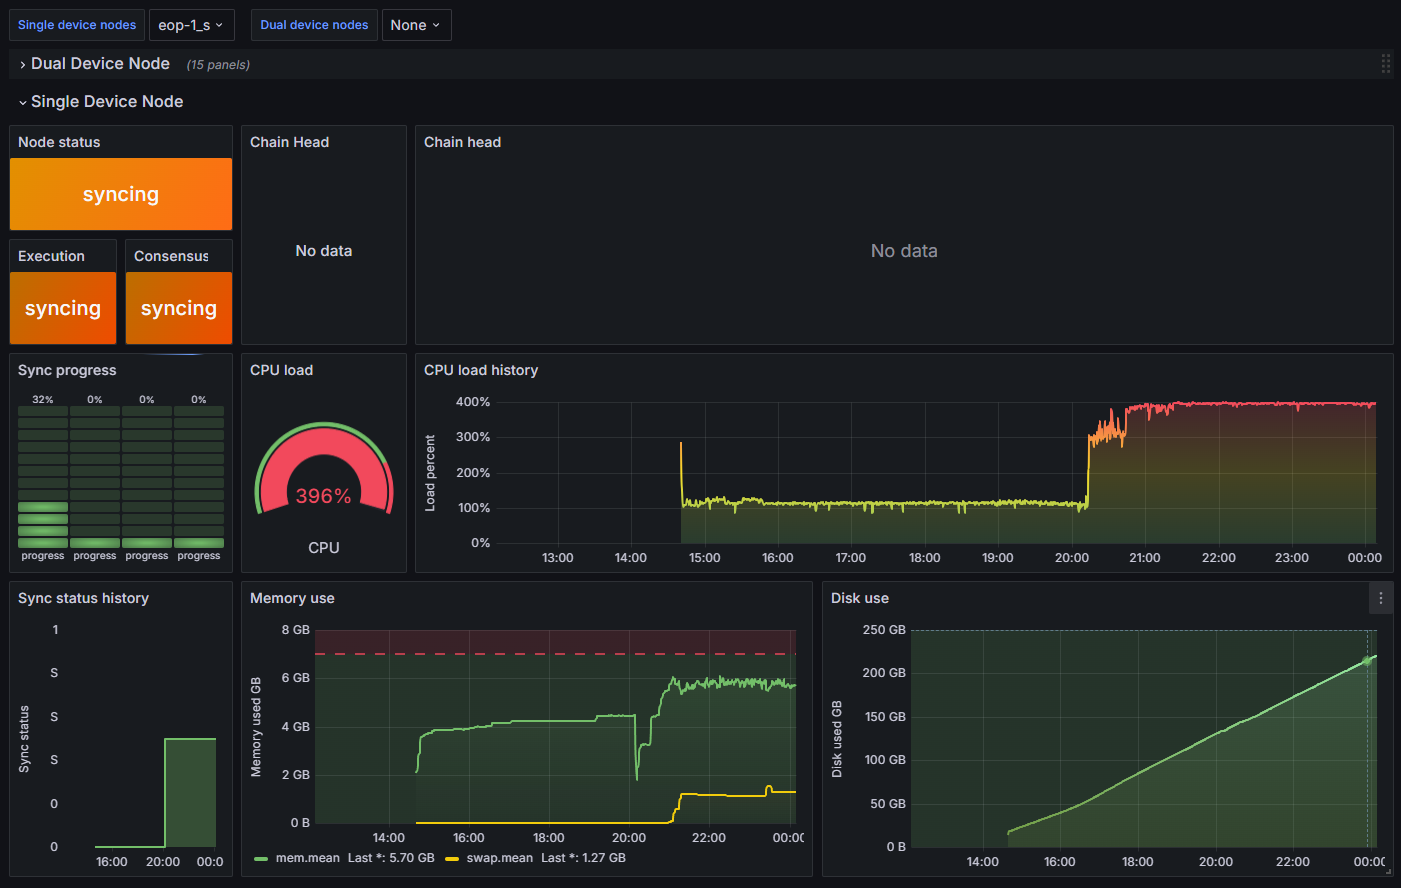 Single device nodes eop-1_s Dual device nodes None
Dual Device Node (15 panels)
Single Device Node
Node status
syncing
Execution
syncing
Consensus
syncing
Chain Head
No data
Chain head
No data
Sync progress
32% 0% 0% 0%
progress progress progress progress
CPU load
396%
CPU
CPU load history
Load percent
400%
300%
200%
100%
0%
13:00 14:00 15:00 16:00 17:00 18:00 19:00 20:00 21:00 22:00 23:00 00:00
Sync status history
Sync status
1
S
S
S
0
0
16:00 20:00 00:0
Memory use
Memory used GB
8 GB
6 GB
4 GB
2 GB
0 B
14:00 16:00 18:00 20:00 22:00 00:00
mem.mean Last *: 5.70 GB swap.mean Last *: 1.27 GB
Disk use
Disk used GB
250 GB
200 GB
150 GB
100 GB
50 GB
0 B
14:00 16:00 18:00 20:00 22:00 00:00